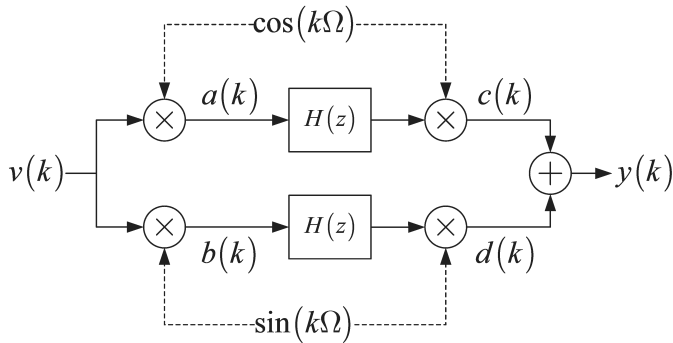 cos(kΩ)
a(k)
H(z)
c(k)
v(k)
y(k)
H(z)
b(k)
d(k)
sin(kΩ)